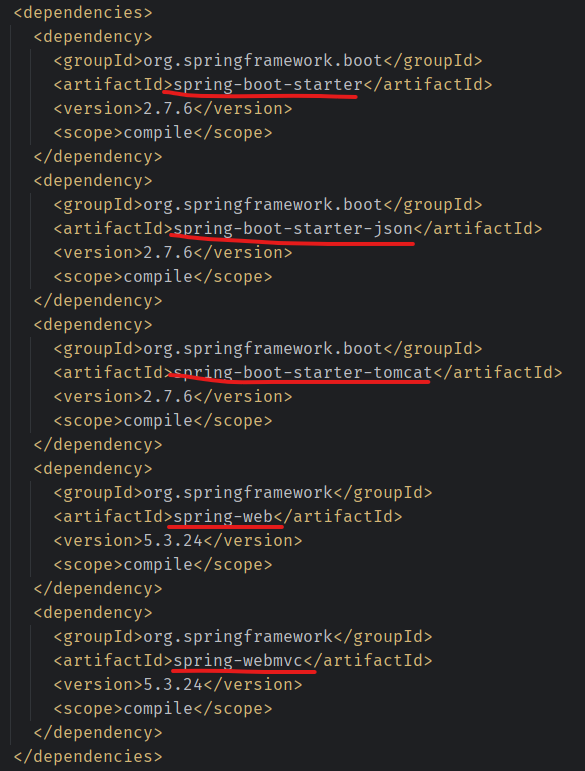 <dependencies>
<dependency>
<groupId>org.springframework.boot</groupId>
<artifactId>spring-boot-starter</artifactId>
<version>2.7.6</version>
<scope>compile</scope>
</dependency>
<dependency>
<groupId>org.springframework.boot</groupId>
<artifactId>spring-boot-starter-json</artifactId>
<version>2.7.6</version>
<scope>compile</scope>
</dependency>
<dependency>
<groupId>org.springframework.boot</groupId>
<artifactId>spring-boot-starter-tomcat</artifactId>
<version>2.7.6</version>
<scope>compile</scope>
</dependency>
<dependency>
<groupId>org.springframework</groupId>
<artifactId>spring-web</artifactId>
<version>5.3.24</version>
<scope>compile</scope>
</dependency>
<dependency>
<groupId>org.springframework</groupId>
<artifactId>spring-webmvc</artifactId>
<version>5.3.24</version>
<scope>compile</scope>
</dependency>
</dependencies>